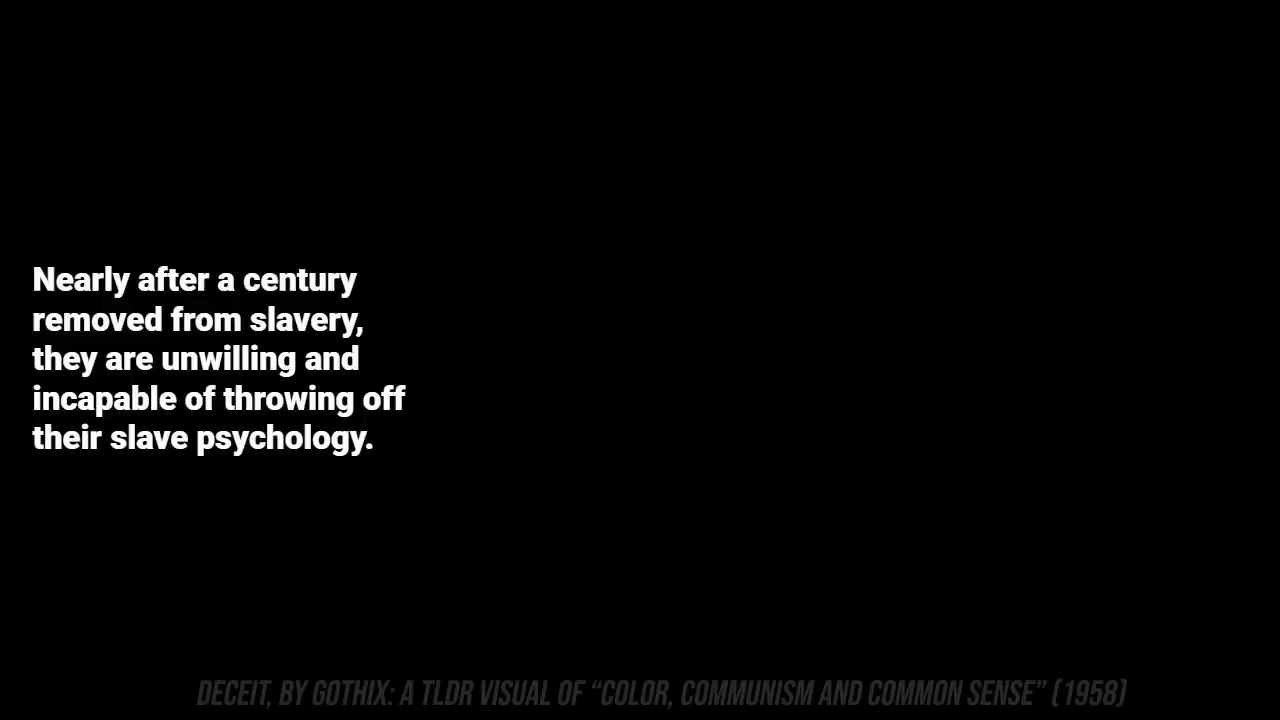 Nearly after a century
removed from slavery,
they are unwilling and
incapable of throwing off
their slave psychology.
DECEIT, BY GOTHIX: A TLDR VISUAL OF “COLOR, COMMUNISM AND COMMON SENSE” (1958)